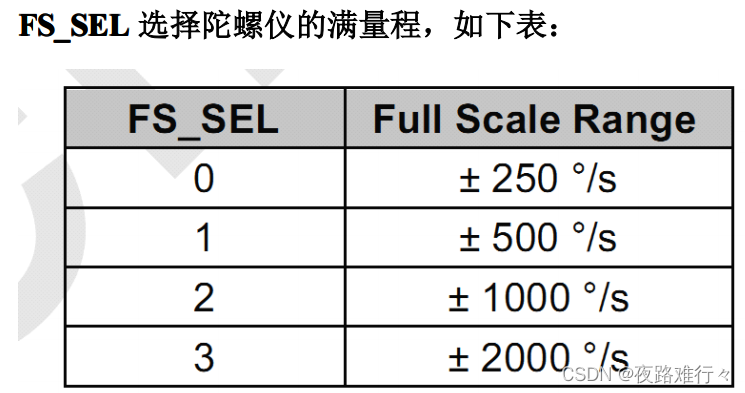 FS_SEL 选择陀螺仪的满量程，如下表：
FS_SEL Full Scale Range
0 ± 250 °/s
1 ± 500 °/s
2 ± 1000 °/s
3 ± 2000 °/s
CSDN @夜路难行々